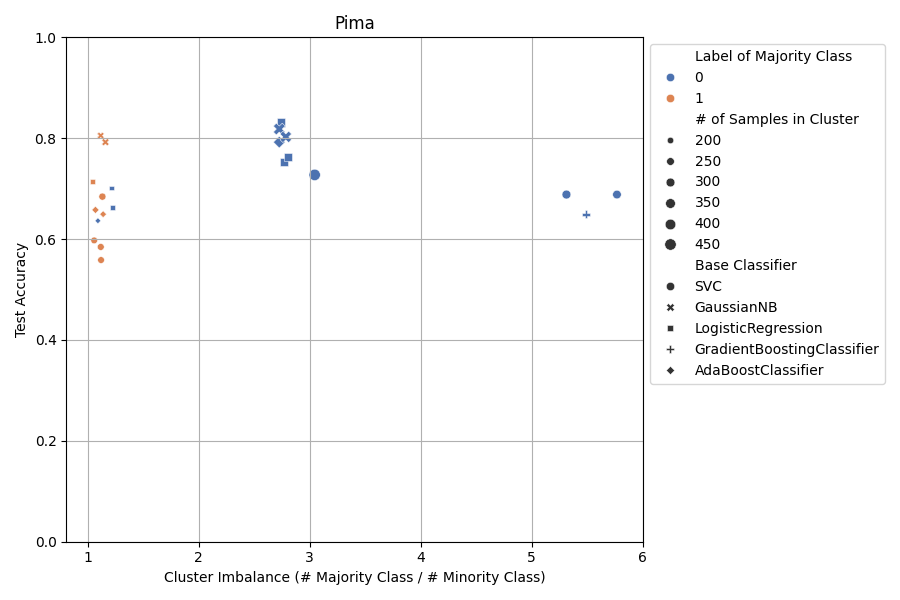 Pima
1.0
0.8
0.6
0.4
0.2
0.0
Test Accuracy
1 2 3 4 5 6
Cluster Imbalance (# Majority Class / # Minority Class)
Label of Majority Class
0
1
# of Samples in Cluster
200
250
300
350
400
450
Base Classifier
SVC
GaussianNB
LogisticRegression
GradientBoostingClassifier
AdaBoostClassifier